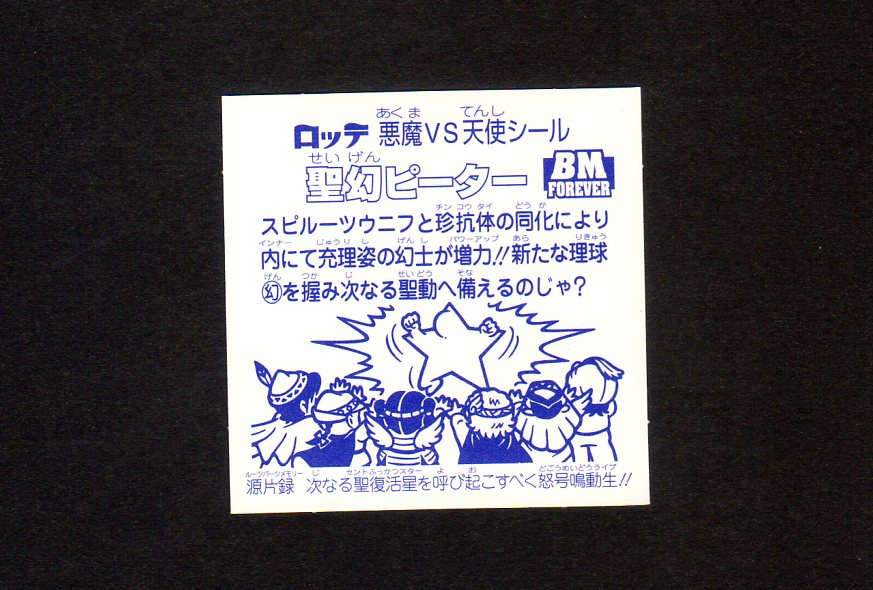 あくま てんし
ロッテ 悪魔VS天使シール
せいげん
聖幻ピーター BM FOREVER
チンコウタイ どうか
スピルーツウニフと珍抗体の同化により
インナー じゅうりし げんし パワーアップ あら りきゅう
内にて充理姿の幻士が増力!!新たな理球
げん つか じ せいどう そな
㊁を握み次なる聖動へ備えるのじゃ?
ルーツパーツメモリー じ セントふっかつスター よ お どごうめいどうライブ
源片録 次なる聖復活星を呼び起こすべく怒号鳴動生!!